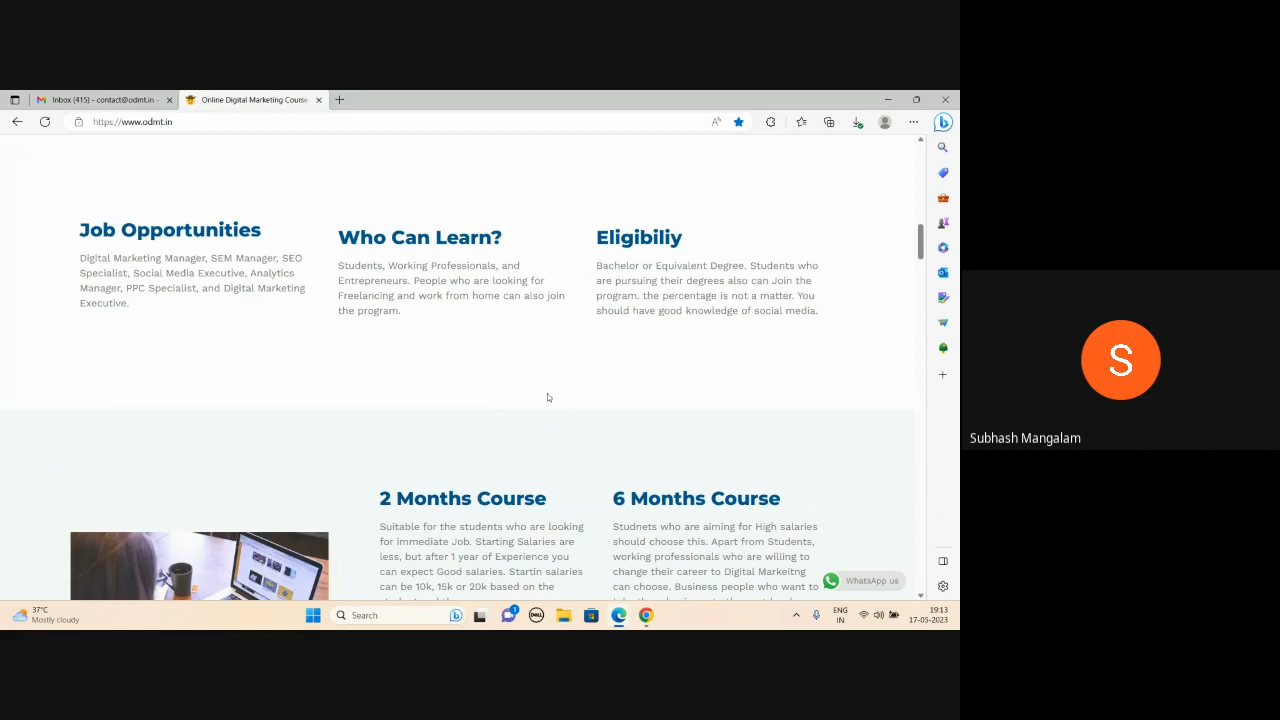 Inbox (415) - contact@odmt.in -
Online Digital Marketing Course
https://www.odmt.in
Job Opportunities
Digital Marketing Manager, SEM Manager, SEO
Specialist, Social Media Executive, Analytics
Manager, PPC Specialist, and Digital Marketing
Executive.
Who Can Learn?
Students, Working Professionals, and
Entrepreneurs. People who are looking for
Freelancing and work from home can also join
the program.
Eligibiliy
Bachelor or Equivalent Degree. Students who
are pursuing their degrees also can Join the
program. the percentage is not a matter. You
should have good knowledge of social media.
2 Months Course
Suitable for the students who are looking
for immediate Job. Starting Salaries are
less, but after 1 year of Experience you
can expect Good salaries. Startin salaries
can be 10k, 15k or 20k based on the
6 Months Course
Studnets who are aiming for High salaries
should choose this. Apart from Students,
working professionals who are willing to
change their career to Digital Markeitng
can choose. Business people who want to
WhatsApp us
S
Subhash Mangalam
37°C
Mostly cloudy
Search
1
DELL
ENG
IN
19:13
17-05-2023